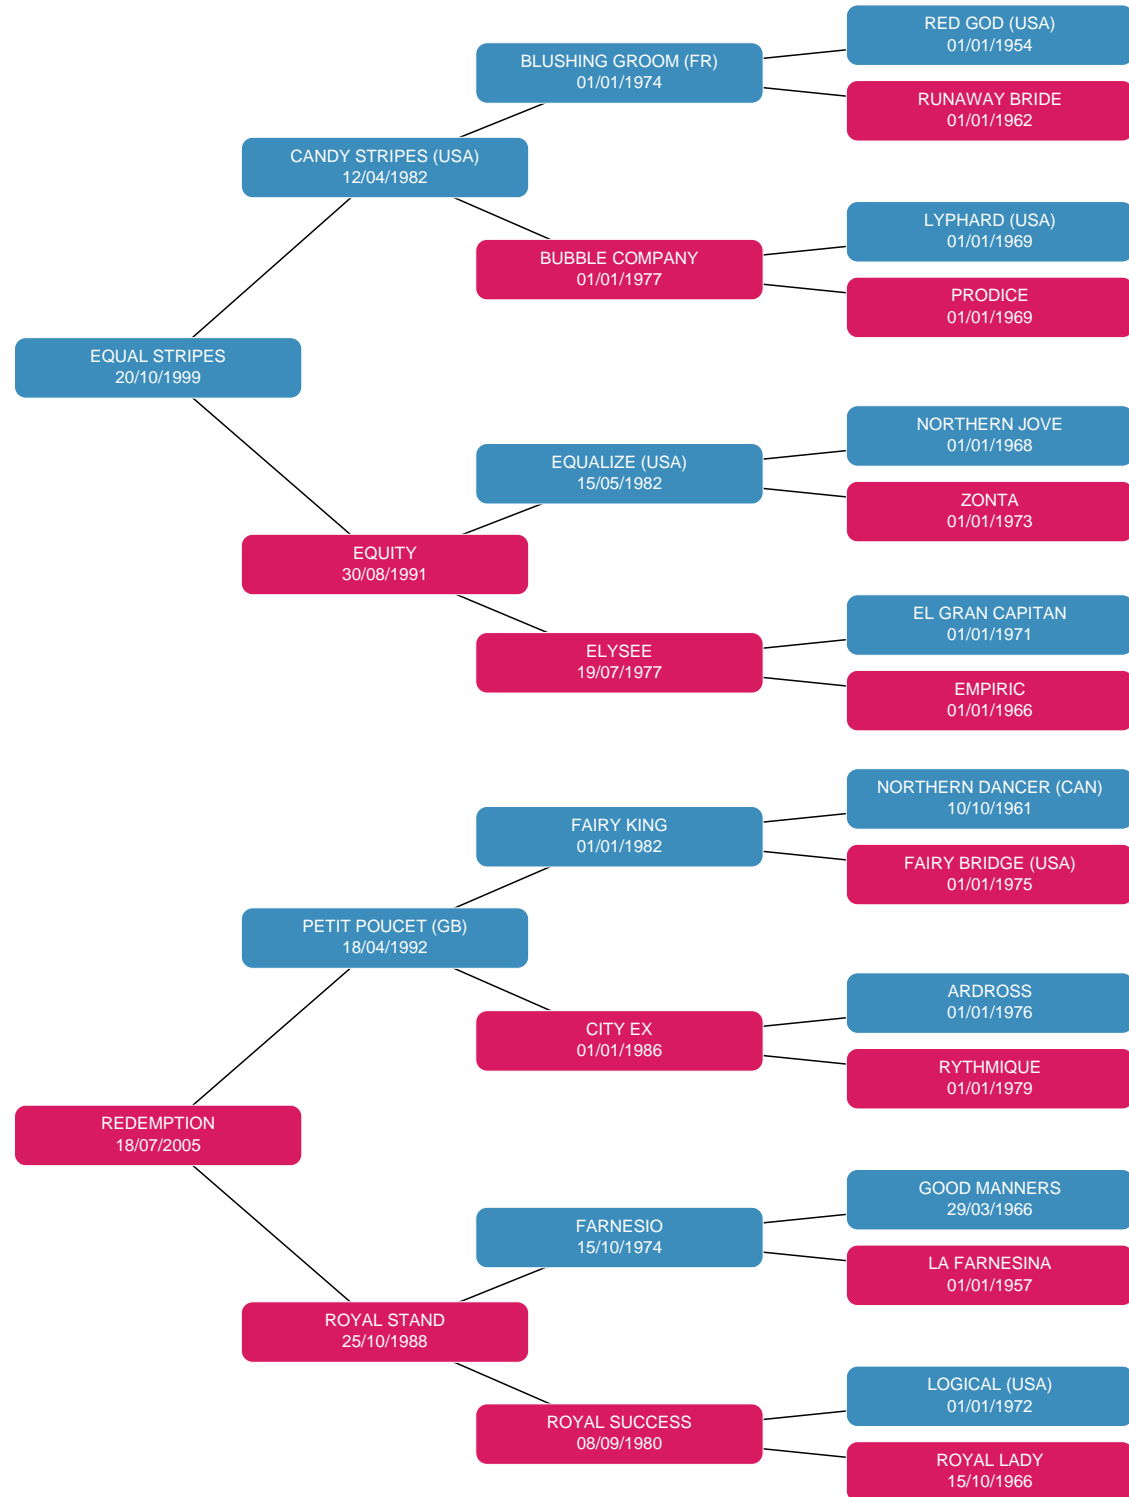 RED GOD (USA)
01/01/1954
BLUSHING GROOM (FR)
01/01/1974
RUNAWAY BRIDE
01/01/1962
CANDY STRIPES (USA)
12/04/1982
LYPHARD (USA)
01/01/1969
BUBBLE COMPANY
01/01/1977
PRODICE
01/01/1969
EQUAL STRIPES
20/10/1999
NORTHERN JOVE
01/01/1968
EQUALIZE (USA)
15/05/1982
ZONTA
01/01/1973
EQUITY
30/08/1991
EL GRAN CAPITAN
01/01/1971
ELYSEE
19/07/1977
EMPIRIC
01/01/1966
NORTHERN DANCER (CAN)
10/10/1961
FAIRY KING
01/01/1982
FAIRY BRIDGE (USA)
01/01/1975
PETIT POUCET (GB)
18/04/1992
ARDROSS
01/01/1976
CITY EX
01/01/1986
RYTHMIQUE
01/01/1979
REDEMPTION
18/07/2005
GOOD MANNERS
29/03/1966
FARNESIO
15/10/1974
LA FARNESINA
01/01/1957
ROYAL STAND
25/10/1988
LOGICAL (USA)
01/01/1972
ROYAL SUCCESS
08/09/1980
ROYAL LADY
15/10/1966